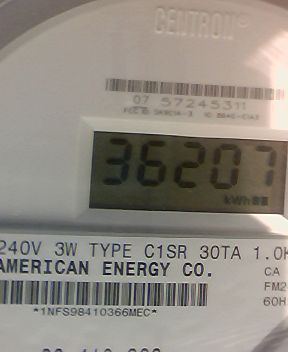 CENTRON®
07 57245311
36207
kWh
240V 3W TYPE C1SR 30TA 1.0K
AMERICAN ENERGY CO.
CA
FM2
60H
*1NFS98410366MEC*